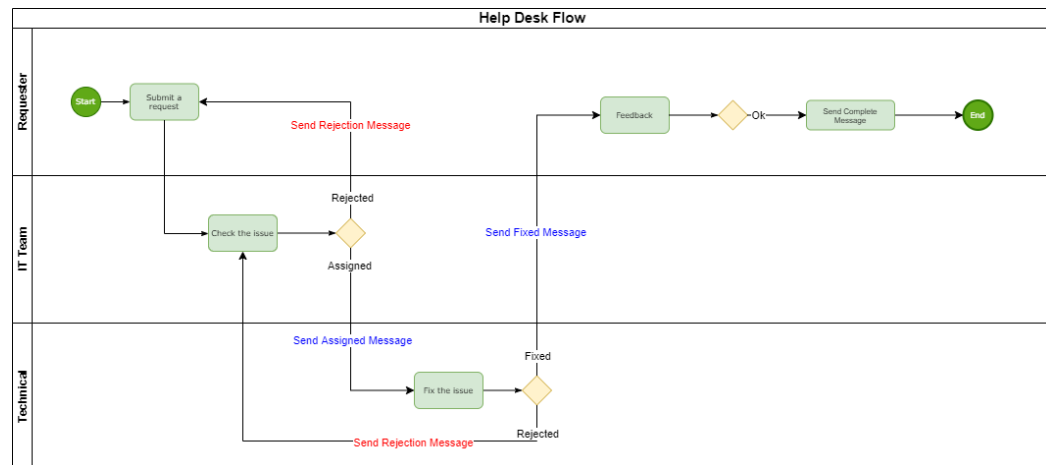 Help Desk Flow
Requester
Start
Submit a
request
Send Rejection Message
Feedback
Ok
Send Complete
Message
End
IT Team
Rejected
Check the issue
Send Fixed Message
Assigned
Technical
Send Assigned Message
Fixed
Fix the issue
Rejected
Send Rejection Message